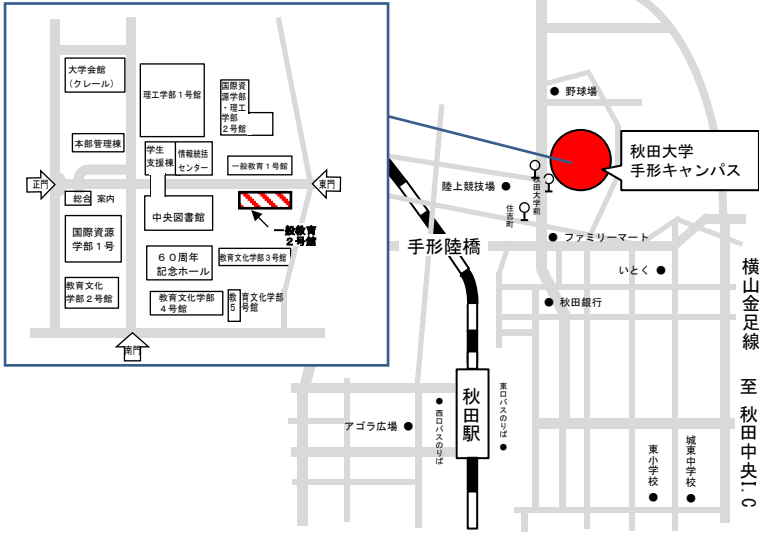 大学会館
(クレール)
理工学部1号館
国際資
源学部
・理工
学部
2号館
本部管理棟
学生
支援棟
情報統括
センター
一般教育1号館
正門
東門
総合 案内
中央図書館
一般教育
2号館
国際資源
学部1号
60周年
記念ホール
教育文化学部3号館
教育文化
学部2号館
教育文化学部
4号館
教育文化学部
5号館
南門
野球場
秋田大学
手形キャンパス
秋田大学前
陸上競技場
住吉町
手形陸橋
ファミリーマート
いとく
秋田銀行
横山金足線 至 秋田中央I.C
秋田駅
東口バスのりば
西口バスのりば
アゴラ広場
東小学校
城東中学校